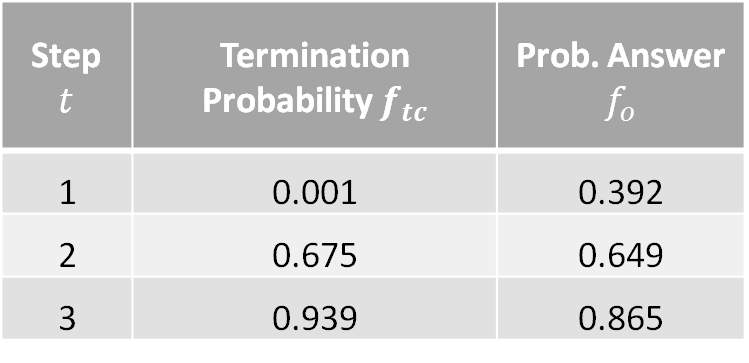 Step t Termination Probability f_tc Prob. Answer f_o
1 0.001 0.392
2 0.675 0.649
3 0.939 0.865